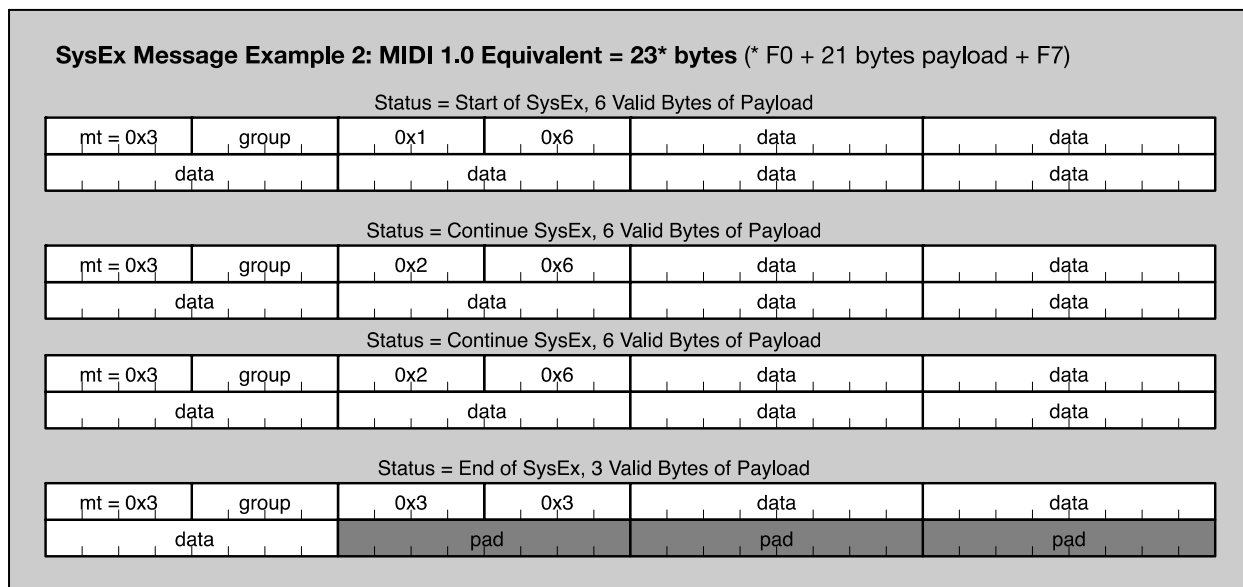 SysEx Message Example 2: MIDI 1.0 Equivalent = 23* bytes (* F0 + 21 bytes payload + F7)
Status = Start of SysEx, 6 Valid Bytes of Payload
mt = 0x3 group 0x1 0x6 data data
data data data data
Status = Continue SysEx, 6 Valid Bytes of Payload
mt = 0x3 group 0x2 0x6 data data
data data data data
Status = Continue SysEx, 6 Valid Bytes of Payload
mt = 0x3 group 0x2 0x6 data data
data data data data
Status = End of SysEx, 3 Valid Bytes of Payload
mt = 0x3 group 0x3 0x3 data data
data pad pad pad